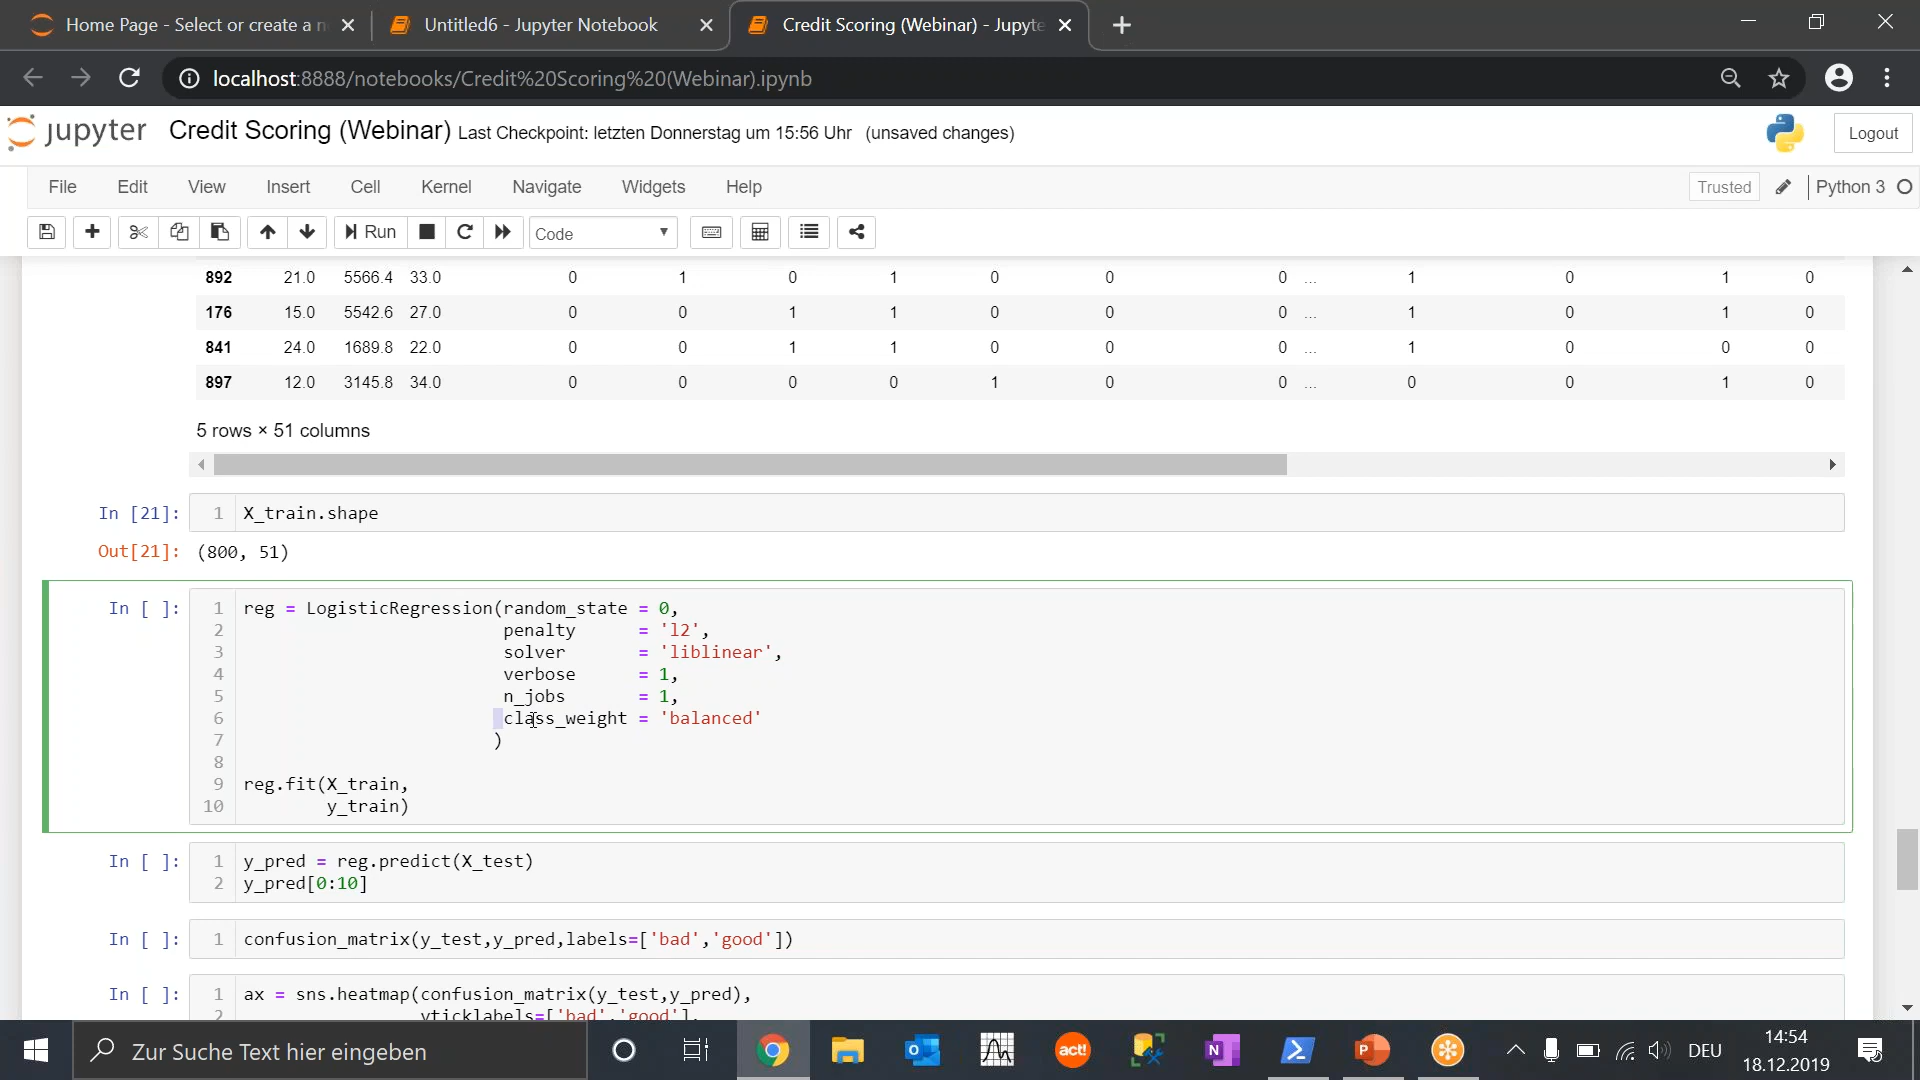 Home Page - Select or create a n
Untitled6 - Jupyter Notebook
Credit Scoring (Webinar) - Jupyte
localhost:8888/notebooks/Credit%20Scoring%20(Webinar).ipynb
jupyter Credit Scoring (Webinar) Last Checkpoint: letzten Donnerstag um 15:56 Uhr (unsaved changes)
Logout
File Edit View Insert Cell Kernel Navigate Widgets Help
Trusted Python 3
Run Code
892 21.0 5566.4 33.0 0 1 0 1 0 0 0 ... 1 0 1 0
176 15.0 5542.6 27.0 0 0 1 1 0 0 0 ... 1 0 1 0
841 24.0 1689.8 22.0 0 0 1 1 0 0 0 ... 1 0 0 0
897 12.0 3145.8 34.0 0 0 0 0 1 0 0 ... 0 0 1 0
5 rows × 51 columns
In [21]: 1 X_train.shape
Out[21]: (800, 51)
In [ ]: 1 reg = LogisticRegression(random_state = 0,
2 penalty = 'l2',
3 solver = 'liblinear',
4 verbose = 1,
5 n_jobs = 1,
6 class_weight = 'balanced'
7 )
8
9 reg.fit(X_train,
10 y_train)
In [ ]: 1 y_pred = reg.predict(X_test)
2 y_pred[0:10]
In [ ]: 1 confusion_matrix(y_test,y_pred,labels=['bad','good'])
In [ ]: 1 ax = sns.heatmap(confusion_matrix(y_test,y_pred),
2 yticklabels=['bad','good'],
Zur Suche Text hier eingeben
act!
DEU
14:54
18.12.2019